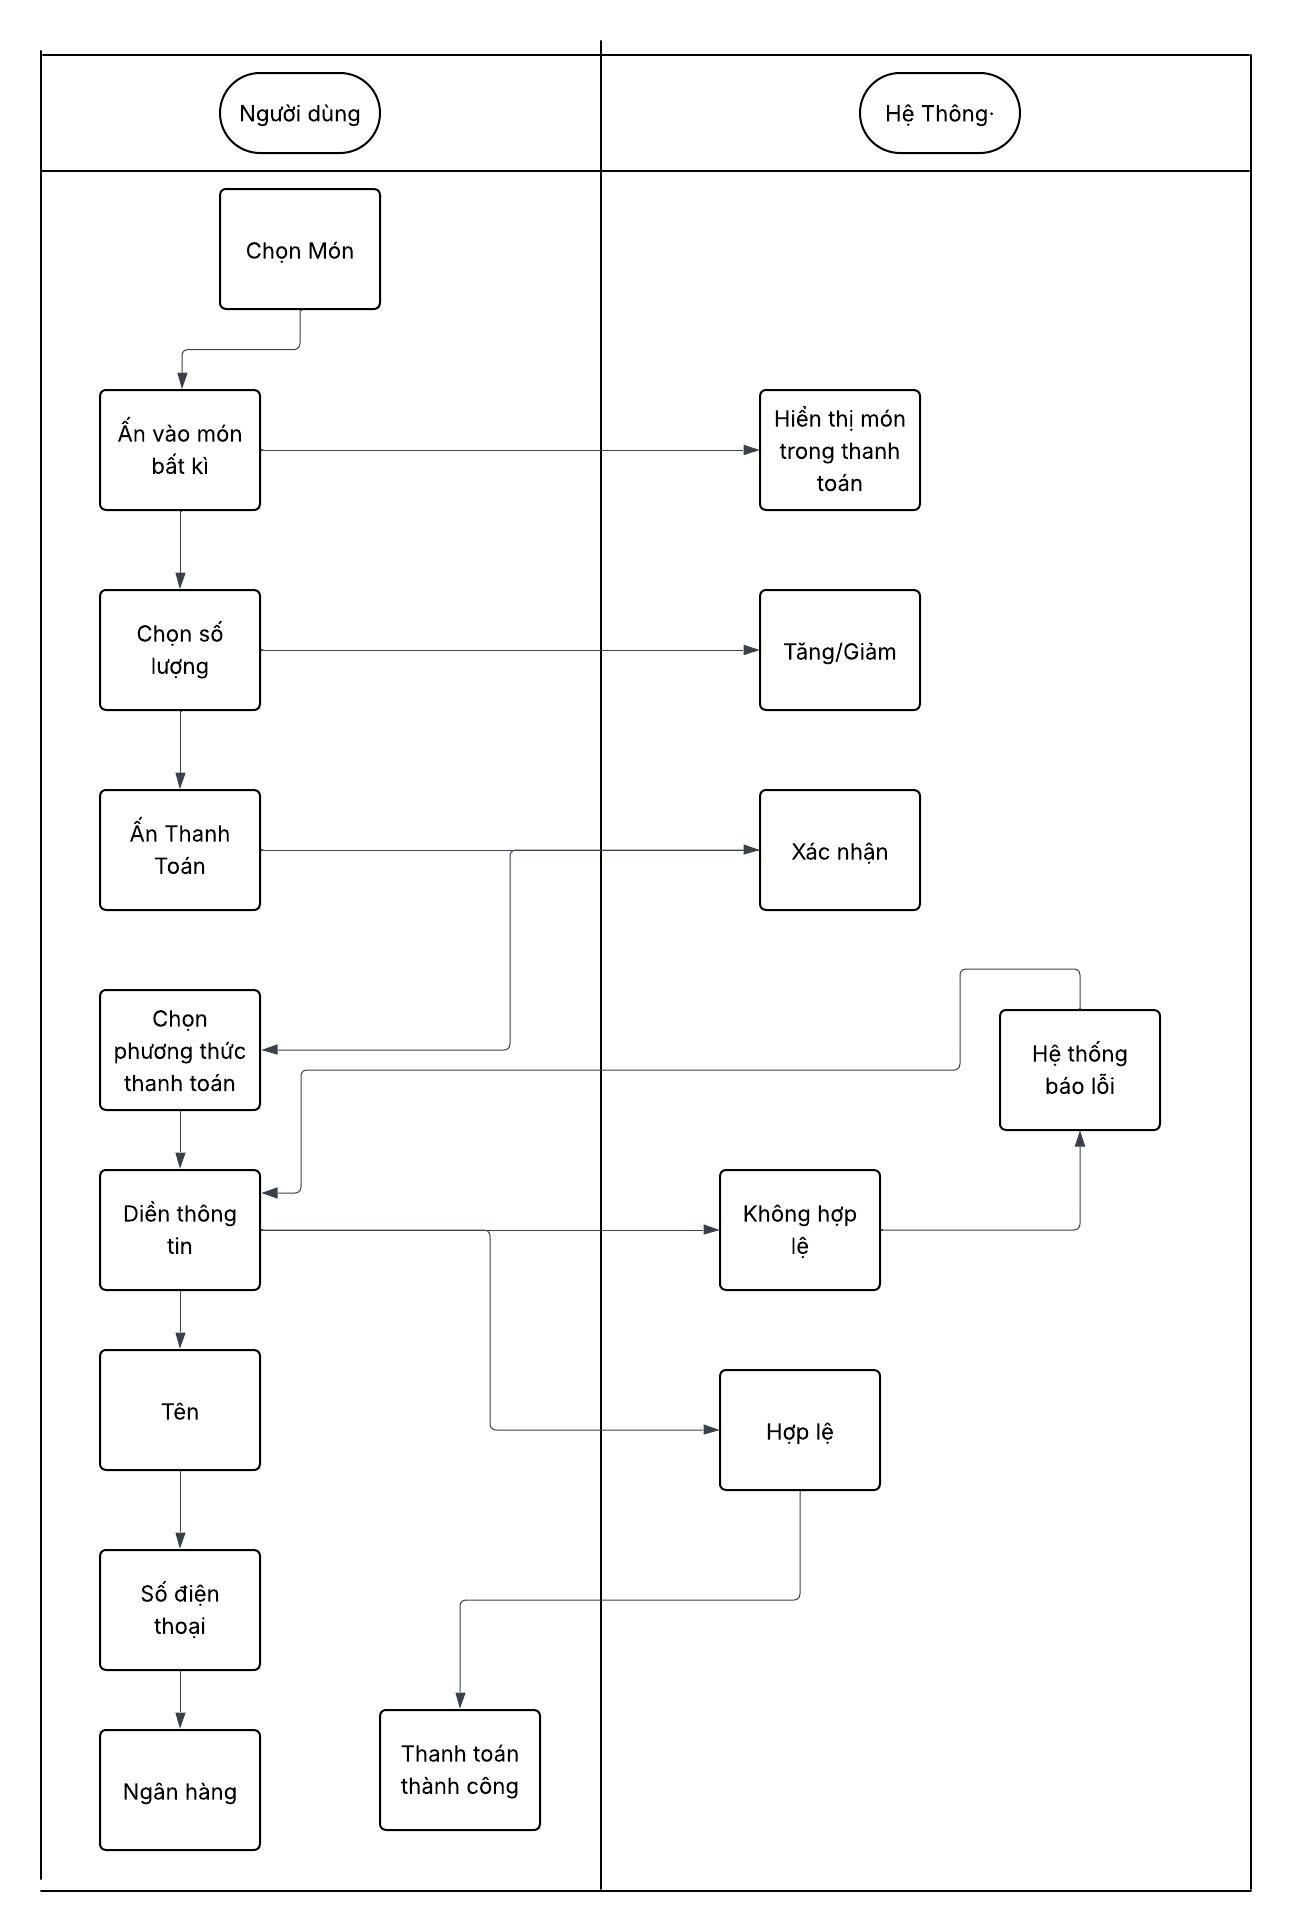 Người dùng
Hệ Thông·
Chọn Món
Ấn vào món
bất kì
Hiển thị món
trong thanh
toán
Chọn số
lượng
Tăng/Giảm
Ấn Thanh
Toán
Xác nhận
Chọn
phương thức
thanh toán
Hệ thống
báo lỗi
Diền thông
tin
Không hợp
lệ
Tên
Hợp lệ
Số điện
thoại
Thanh toán
thành công
Ngân hàng